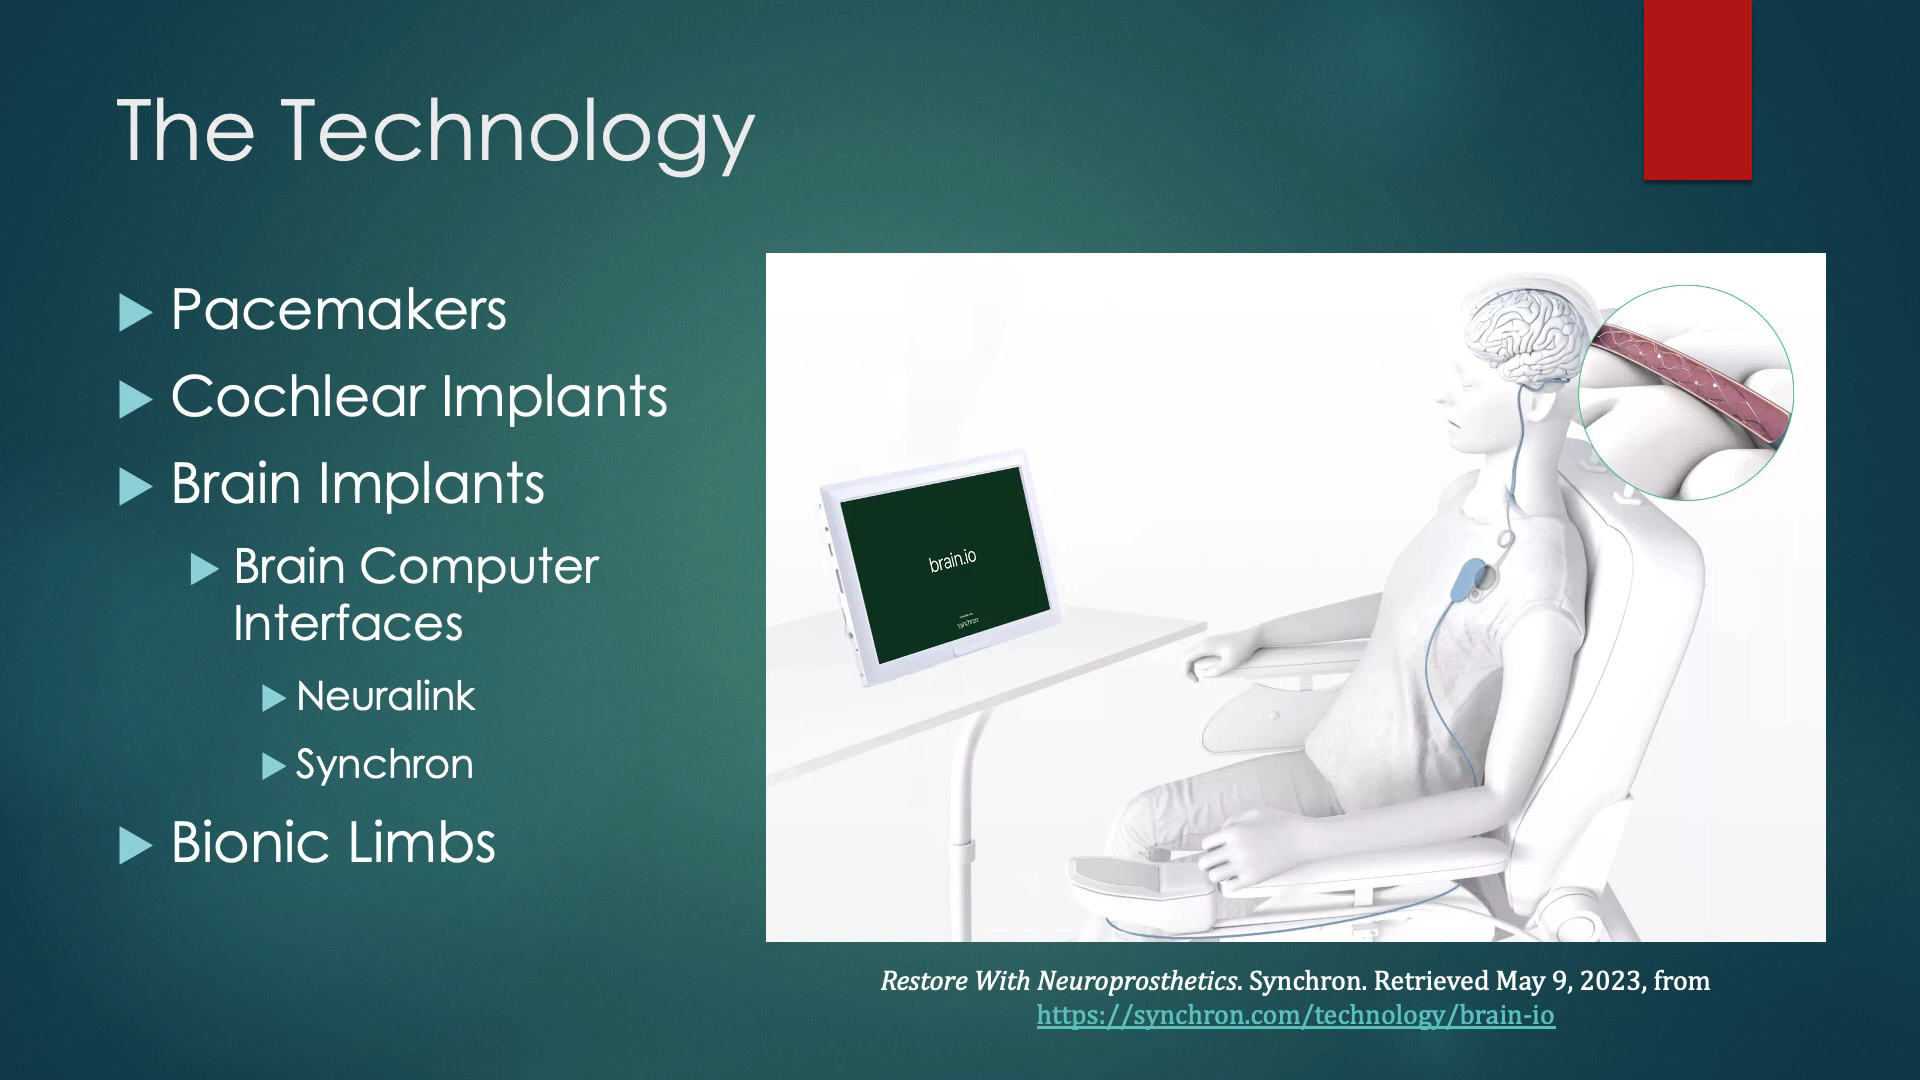 The Technology
Pacemakers
Cochlear Implants
Brain Implants
Brain Computer
Interfaces
Neuralink
Synchron
Bionic Limbs
brain.io
synchron
Restore With Neuroprosthetics. Synchron. Retrieved May 9, 2023, from
https://synchron.com/technology/brain-io